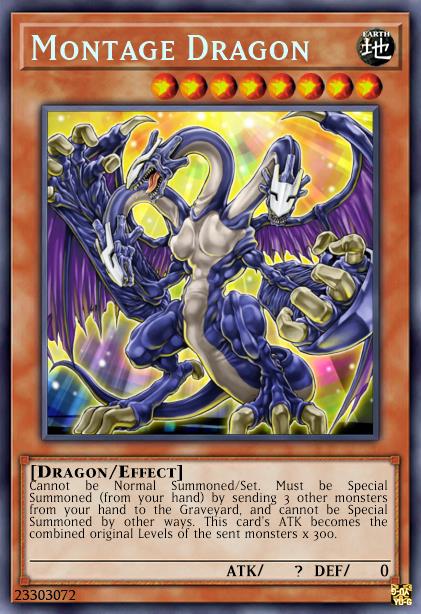 Montage Dragon
EARTH
地
[Dragon/Effect]
Cannot be Normal Summoned/Set. Must be Special
Summoned (from your hand) by sending 3 other monsters
from your hand to the Graveyard, and cannot be Special
Summoned by other ways. This card's ATK becomes the
combined original Levels of the sent monsters x 300.
ATK/ ? DEF/ 0
23303072